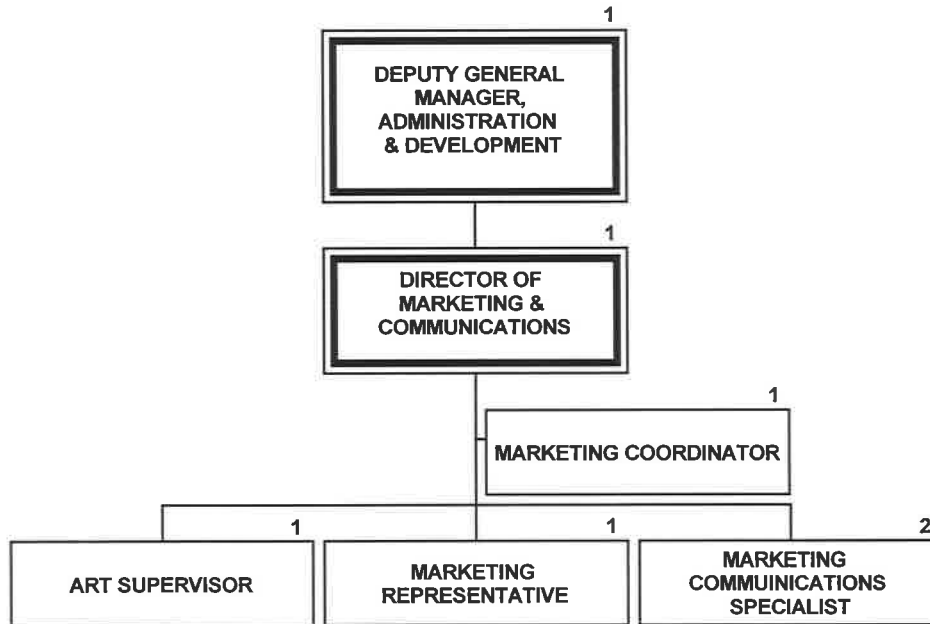 1
DEPUTY GENERAL
MANAGER,
ADMINISTRATION
& DEVELOPMENT
1
DIRECTOR OF
MARKETING &
COMMUNICATIONS
1
MARKETING COORDINATOR
1
ART SUPERVISOR
1
MARKETING
REPRESENTATIVE
2
MARKETING
COMMUINICATIONS
SPECIALIST